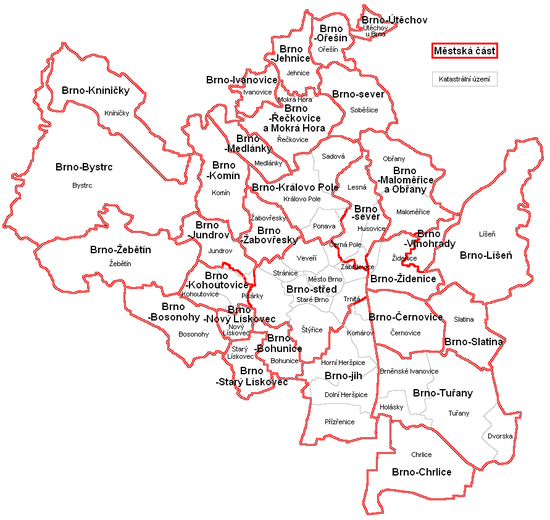 Brno-Útěchov
Útěchov
u Brna
Brno
-Ořešín
Ořešín
Brno
-Jehnice
Jehnice
Městská část
Katastrální území
Brno-Kníničky
Kníničky
Brno-Ivanovice
Ivanovice
Mokrá Hora
Brno
-Řečkovice
a Mokrá Hora
Řečkovice
Brno-sever
Soběšice
Brno
-Medlánky
Medlánky
Brno-Bystrc
Bystrc
Brno
-Komín
Komín
Sadová
Brno-Královo Pole
Královo Pole
Lesná
Obřany
Brno
-Maloměřice
a Obřany
Maloměřice
Brno
-sever
Husovice
Ponava
Černá Pole
Žabovřesky
Brno
-Žabovřesky
Brno
-Jundrov
Jundrov
Brno-Žebětín
Žebětín
Brno
-Vinohrady
Židenice
Líšeň
Brno-Líšeň
Veveří
Stránice
Město Brno
Zábrdovice
Brno-Židenice
Brno-střed
Staré Brno
Trnitá
Brno
-Kohoutovice
Kohoutovice
Pisárky
Brno
-Bosonohy
Bosonohy
Brno
-Nový Lískovec
Nový
Lískovec
Štýřice
Komárov
Brno-Černovice
Černovice
Slatina
Brno-Slatina
Starý
Lískovec
Brno
-Bohunice
Bohunice
Brno
-Starý Lískovec
Horní Heršpice
Brno-jih
Dolní Heršpice
Přízřenice
Brněnské Ivanovice
Brno-Tuřany
Holásky
Tuřany
Dvorska
Chrlice
Brno-Chrlice